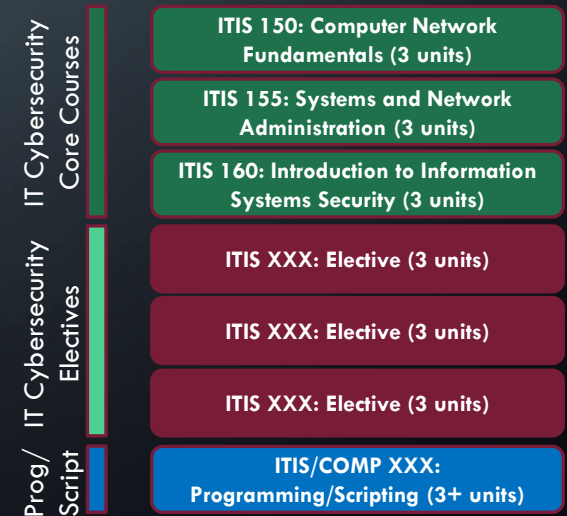 IT Cybersecurity
Core Courses
ITIS 150: Computer Network
Fundamentals (3 units)
ITIS 155: Systems and Network
Administration (3 units)
ITIS 160: Introduction to Information
Systems Security (3 units)
IT Cybersecurity
Electives
ITIS XXX: Elective (3 units)
ITIS XXX: Elective (3 units)
ITIS XXX: Elective (3 units)
Prog/
Script
ITIS/COMP XXX:
Programming/Scripting (3+ units)